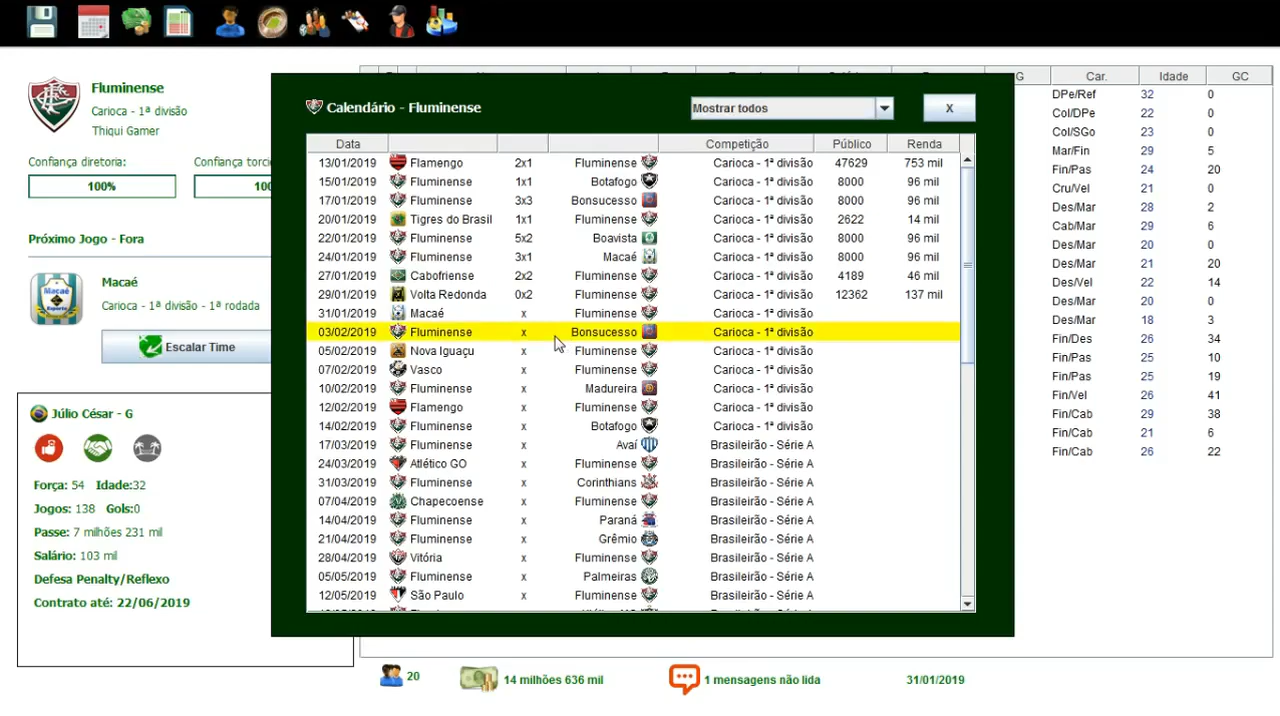 Fluminense
Carioca - 1ª divisão
Thiqui Gamer
Confiança diretoria:
100%
Confiança torci
100
Próximo Jogo - Fora
Macaé
Carioca - 1ª divisão - 1ª rodada
Escalar Time
Júlio César - G
Força: 54 Idade:32
Jogos: 138 Gols:0
Passe: 7 milhões 231 mil
Salário: 103 mil
Defesa Penalty/Reflexo
Contrato até: 22/06/2019
Calendário - Fluminense
Mostrar todos
X
Data Competição Público Renda
13/01/2019 Flamengo 2x1 Fluminense Carioca - 1ª divisão 47629 753 mil
15/01/2019 Fluminense 1x1 Botafogo Carioca - 1ª divisão 8000 96 mil
17/01/2019 Fluminense 3x3 Bonsucesso Carioca - 1ª divisão 8000 96 mil
20/01/2019 Tigres do Brasil 1x1 Fluminense Carioca - 1ª divisão 2622 14 mil
22/01/2019 Fluminense 5x2 Boavista Carioca - 1ª divisão 8000 96 mil
24/01/2019 Fluminense 3x1 Macaé Carioca - 1ª divisão 8000 96 mil
27/01/2019 Cabofriense 2x2 Fluminense Carioca - 1ª divisão 4189 46 mil
29/01/2019 Volta Redonda 0x2 Fluminense Carioca - 1ª divisão 12362 137 mil
31/01/2019 Macaé x Fluminense Carioca - 1ª divisão
03/02/2019 Fluminense x Bonsucesso Carioca - 1ª divisão
05/02/2019 Nova Iguaçu x Fluminense Carioca - 1ª divisão
07/02/2019 Vasco x Fluminense Carioca - 1ª divisão
10/02/2019 Fluminense x Madureira Carioca - 1ª divisão
12/02/2019 Flamengo x Fluminense Carioca - 1ª divisão
14/02/2019 Fluminense x Botafogo Carioca - 1ª divisão
17/03/2019 Fluminense x Avaí Brasileirão - Série A
24/03/2019 Atlético GO x Fluminense Brasileirão - Série A
31/03/2019 Fluminense x Corinthians Brasileirão - Série A
07/04/2019 Chapecoense x Fluminense Brasileirão - Série A
14/04/2019 Fluminense x Paraná Brasileirão - Série A
21/04/2019 Fluminense x Grêmio Brasileirão - Série A
28/04/2019 Vitória x Fluminense Brasileirão - Série A
05/05/2019 Fluminense x Palmeiras Brasileirão - Série A
12/05/2019 São Paulo x Fluminense Brasileirão - Série A
G Car. Idade GC
DPe/Ref 32 0
Col/DPe 22 0
Col/SGo 23 0
Mar/Fin 29 5
Fin/Pas 24 20
Cru/Vel 21 0
Des/Mar 28 2
Cab/Mar 29 6
Des/Mar 20 0
Des/Mar 21 20
Des/Vel 22 14
Des/Mar 20 0
Des/Mar 18 3
Fin/Des 26 34
Fin/Pas 25 10
Fin/Pas 25 19
Fin/Vel 26 41
Fin/Cab 29 38
Fin/Cab 21 6
Fin/Cab 26 22
20
14 milhões 636 mil
1 mensagens não lida
31/01/2019